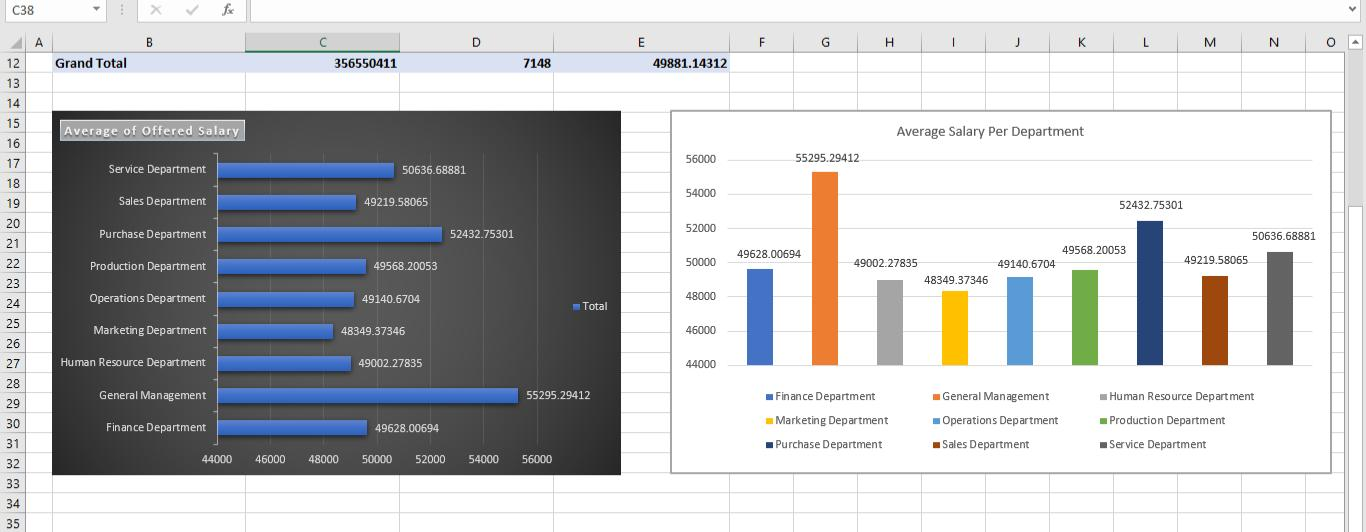 C38
fx
A B C D E F G H I J K L M N O
12 Grand Total 356550411 7148 49881.14312
13
14
15
16
17
18
19
20
21
22
23
24
25
26
27
28
29
30
31
32
33
34
35
Average of Offered Salary
Service Department 50636.68881
Sales Department 49219.58065
Purchase Department 52432.75301
Production Department 49568.20053
Operations Department 49140.6704
Marketing Department 48349.37346
Human Resource Department 49002.27835
General Management 55295.29412
Finance Department 49628.00694
44000 46000 48000 50000 52000 54000 56000
Total
Average Salary Per Department
56000
54000
52000
50000
48000
46000
44000
49628.00694
55295.29412
49002.27835
48349.37346
49140.6704
49568.20053
52432.75301
49219.58065
50636.68881
Finance Department General Management Human Resource Department
Marketing Department Operations Department Production Department
Purchase Department Sales Department Service Department